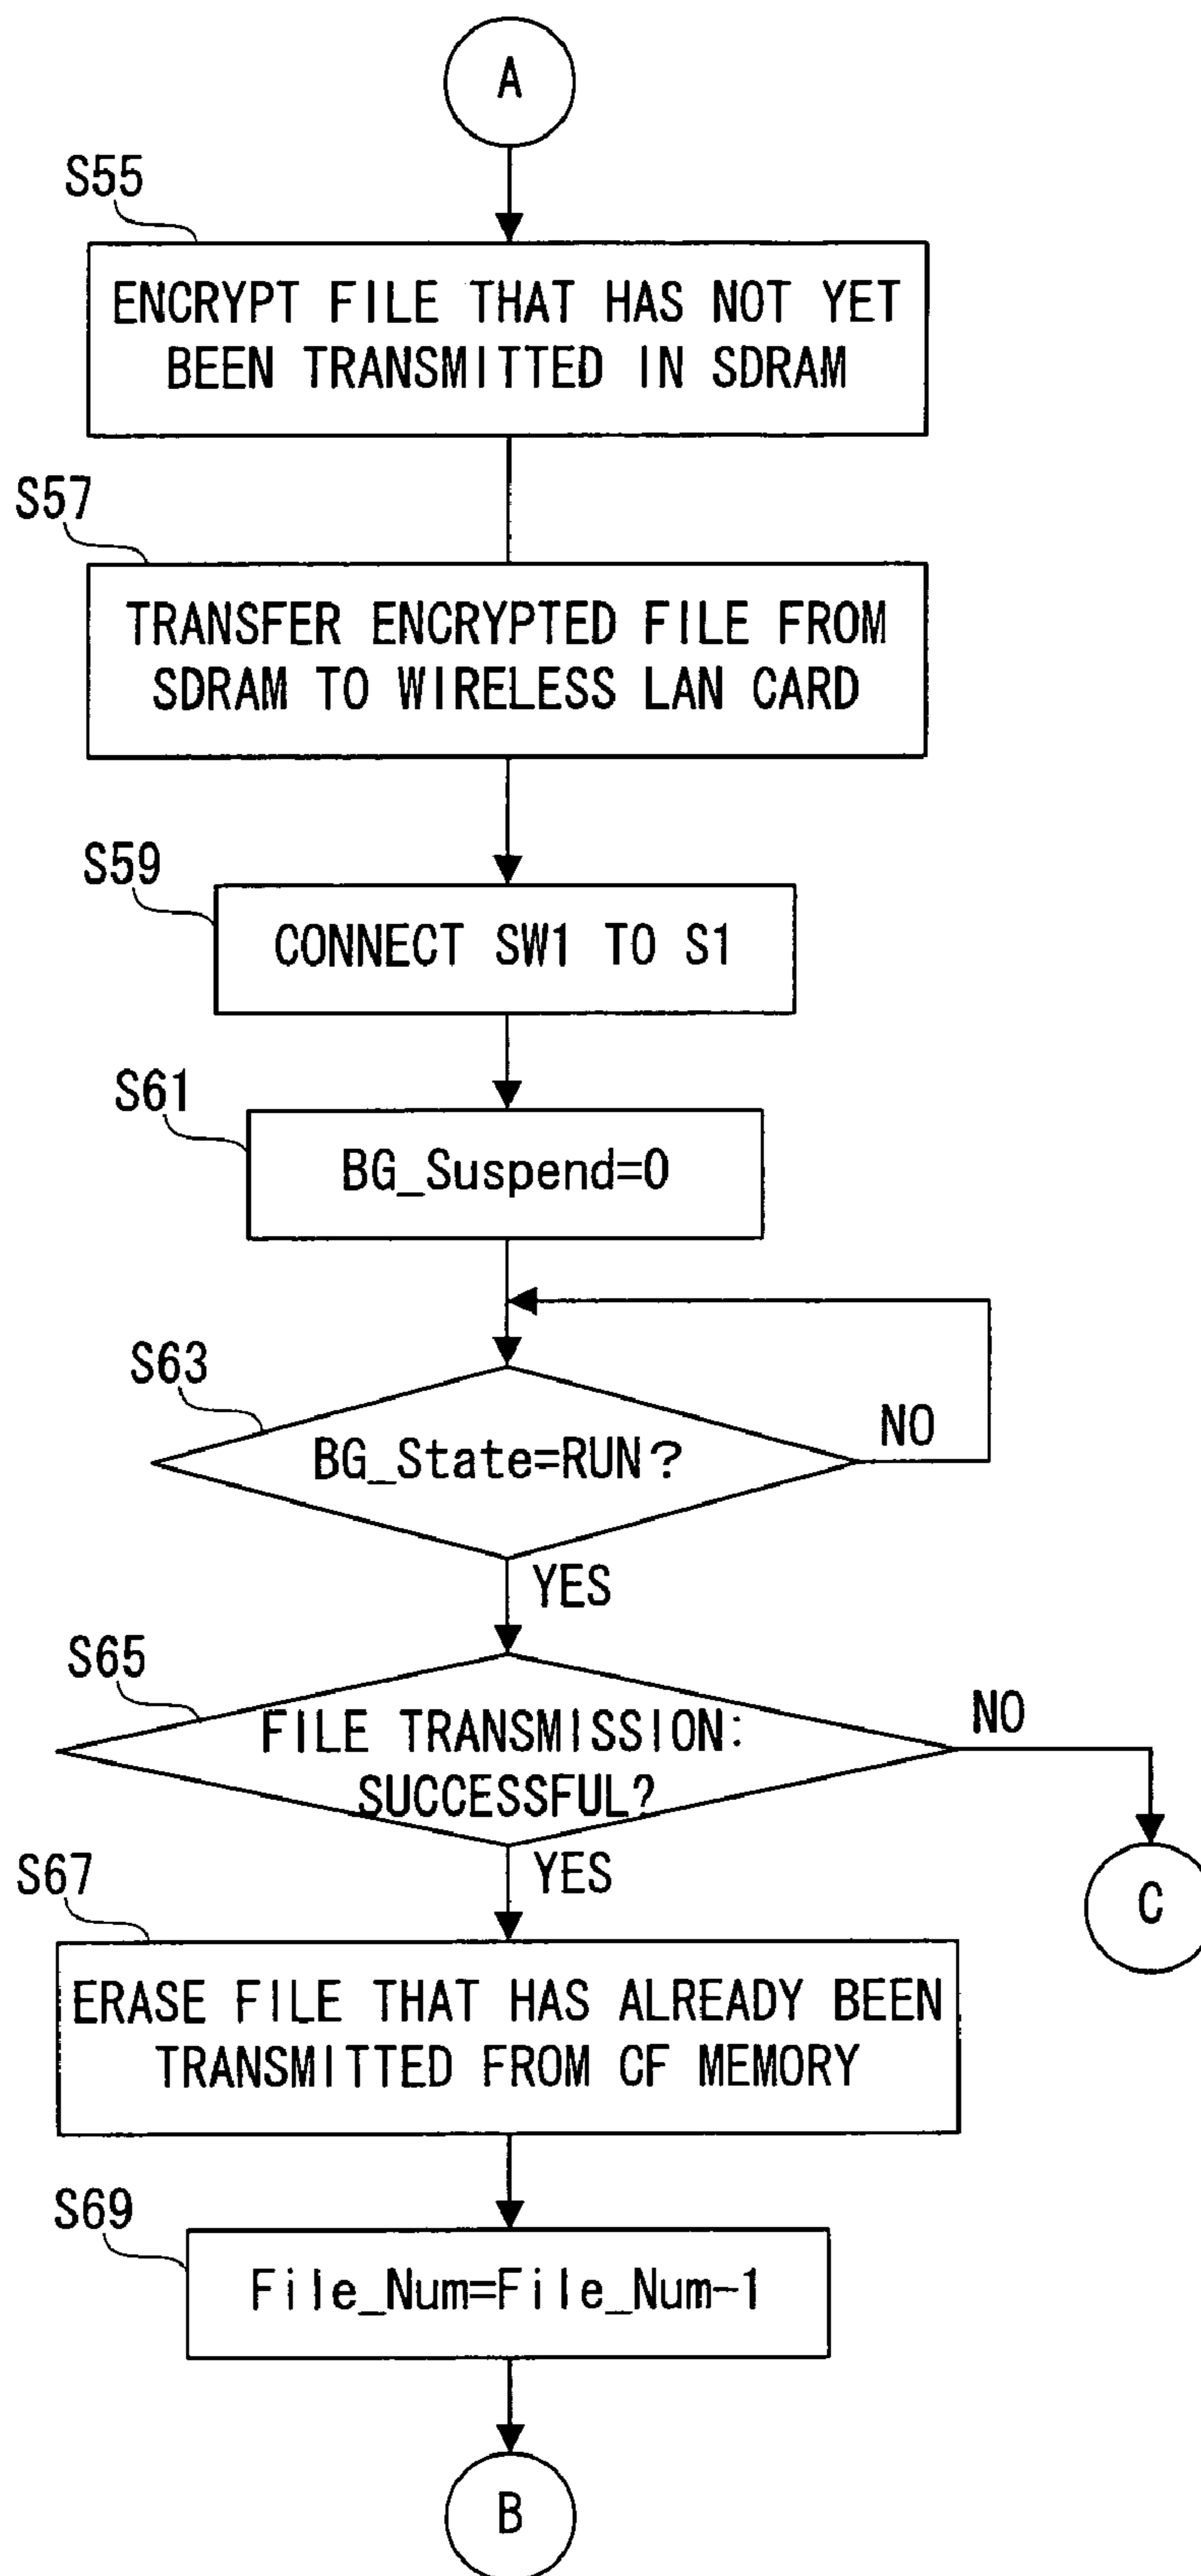 A
S55
ENCRYPT FILE THAT HAS NOT YET
BEEN TRANSMITTED IN SDRAM
S57
TRANSFER ENCRYPTED FILE FROM
SDRAM TO WIRELESS LAN CARD
S59
CONNECT SW1 TO S1
S61
BG_Suspend=0
S63
BG_State=RUN?
NO
YES
S65
FILE TRANSMISSION:
SUCCESSFUL?
NO
YES
C
S67
ERASE FILE THAT HAS ALREADY BEEN
TRANSMITTED FROM CF MEMORY
S69
File_Num=File_Num-1
B